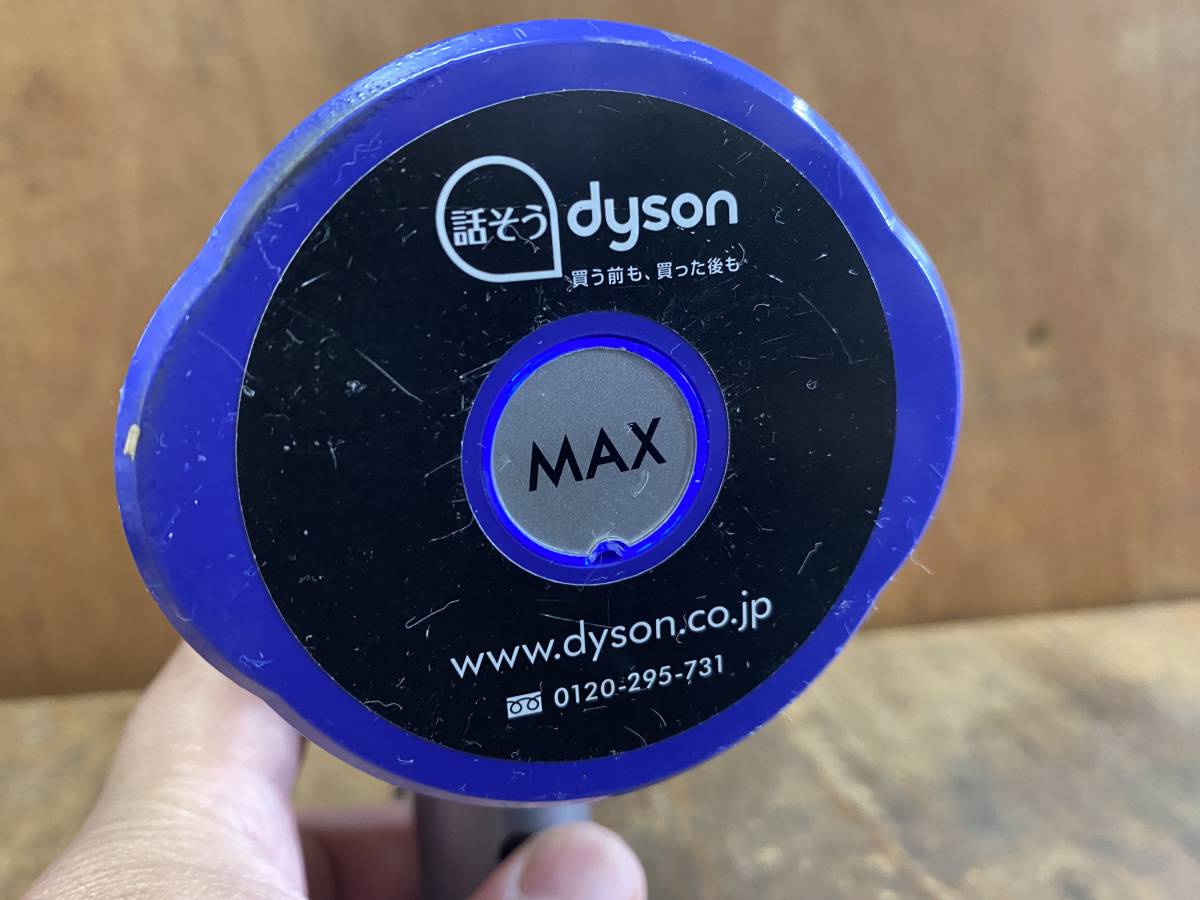 話そう dyson
買う前も、買った後も
MAX
www.dyson.co.jp
0120-295-731